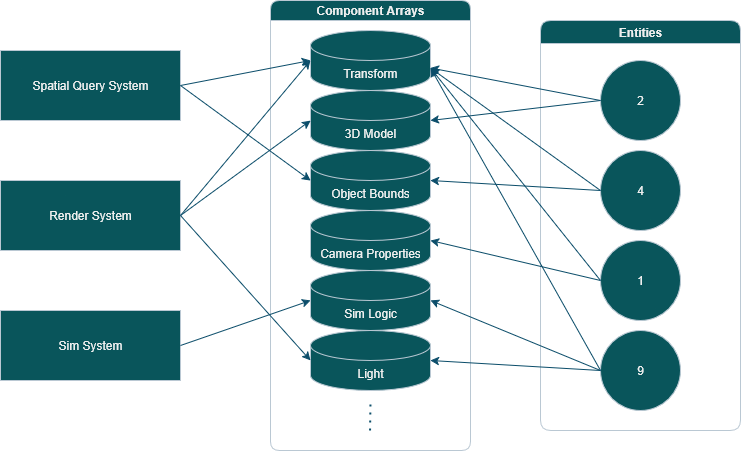 Component Arrays
Entities
Spatial Query System
Render System
Sim System
Transform
3D Model
Object Bounds
Camera Properties
Sim Logic
Light
2
4
1
9